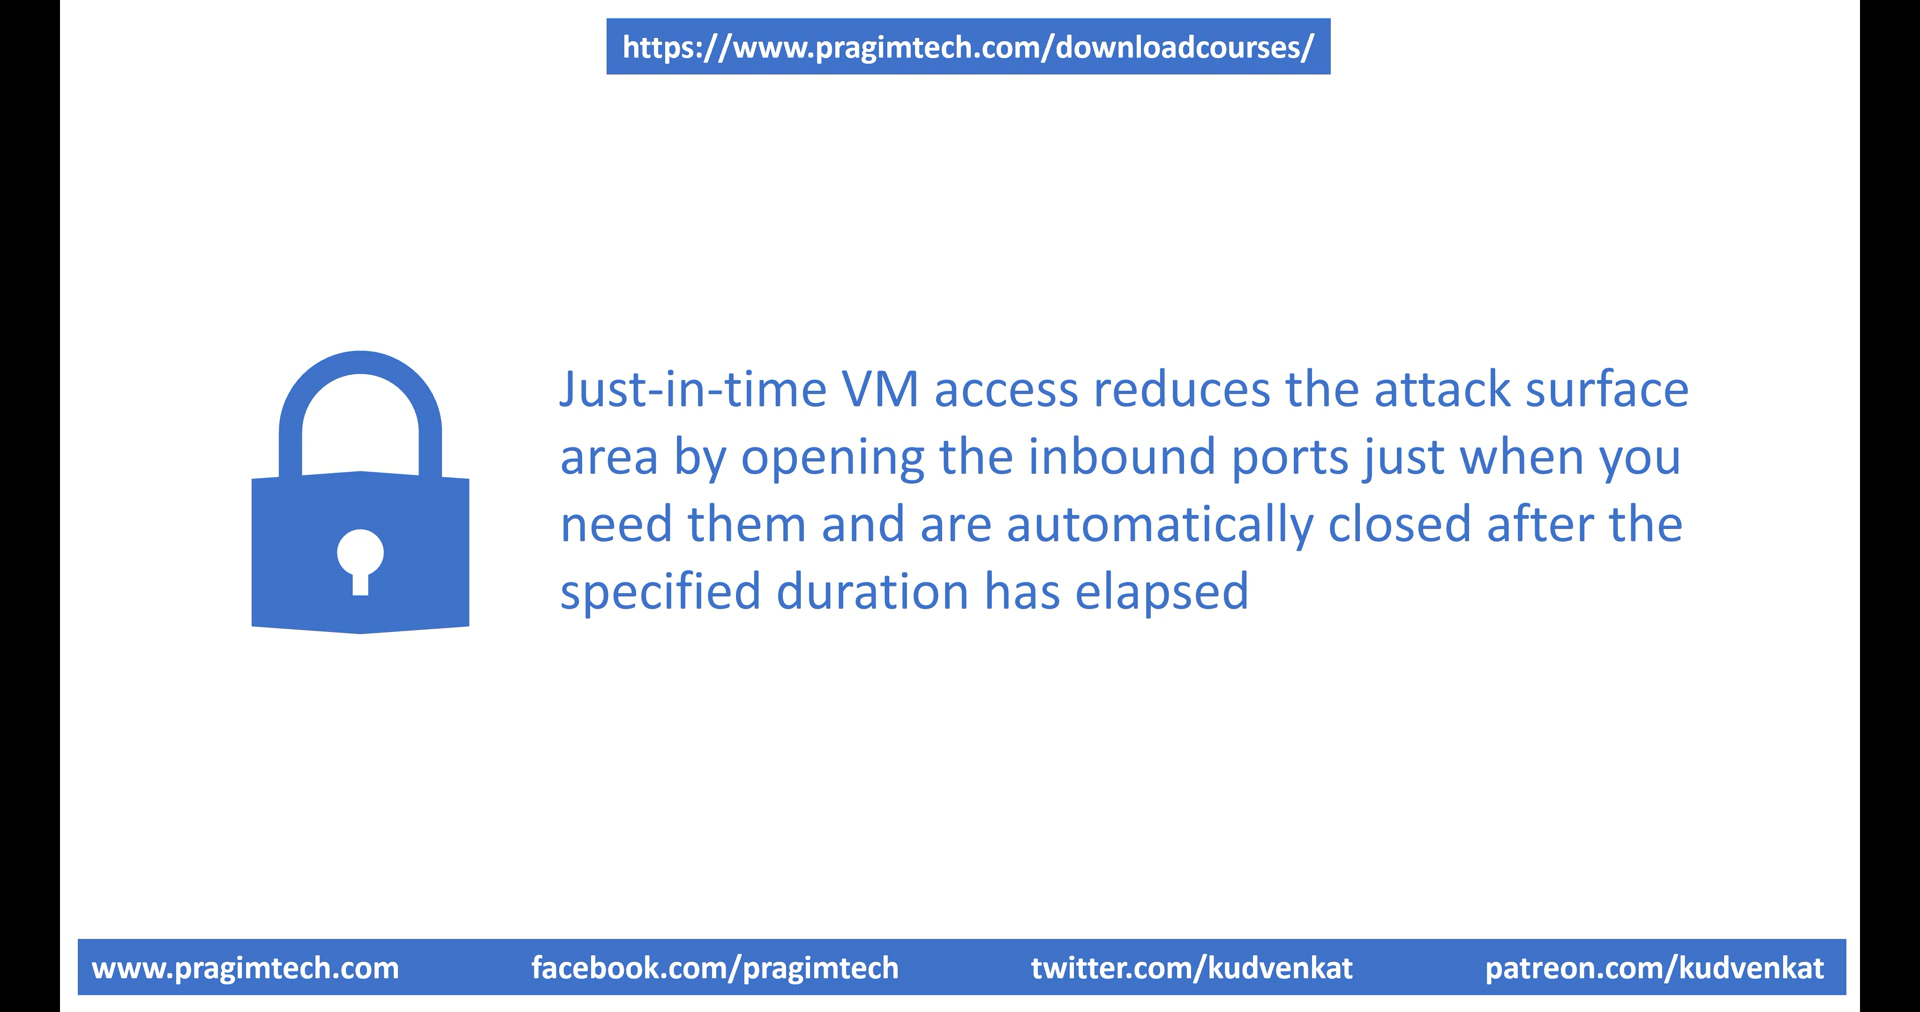 https://www.pragimtech.com/downloadcourses/
Just-in-time VM access reduces the attack surface
area by opening the inbound ports just when you
need them and are automatically closed after the
specified duration has elapsed
www.pragimtech.com facebook.com/pragimtech twitter.com/kudvenkat patreon.com/kudvenkat